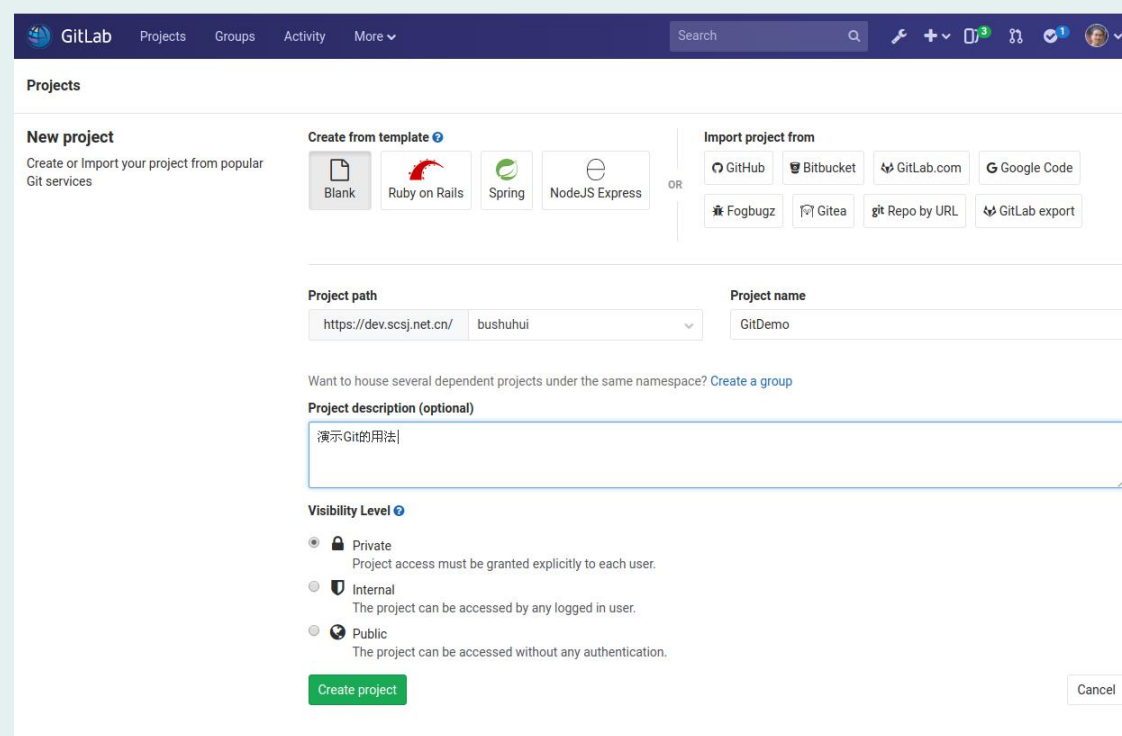 GitLab Projects Groups Activity More Search 3 1
Projects
New project
Create or Import your project from popular
Git services
Create from template
Blank Ruby on Rails Spring NodeJS Express
OR
Import project from
GitHub Bitbucket GitLab.com G Google Code
Fogbugz Gitea git Repo by URL GitLab export
Project path
https://dev.scsj.net.cn/ bushuhui
Project name
GitDemo
Want to house several dependent projects under the same namespace? Create a group
Project description (optional)
演示Git的用法
Visibility Level
Private
Project access must be granted explicitly to each user.
Internal
The project can be accessed by any logged in user.
Public
The project can be accessed without any authentication.
Create project Cancel